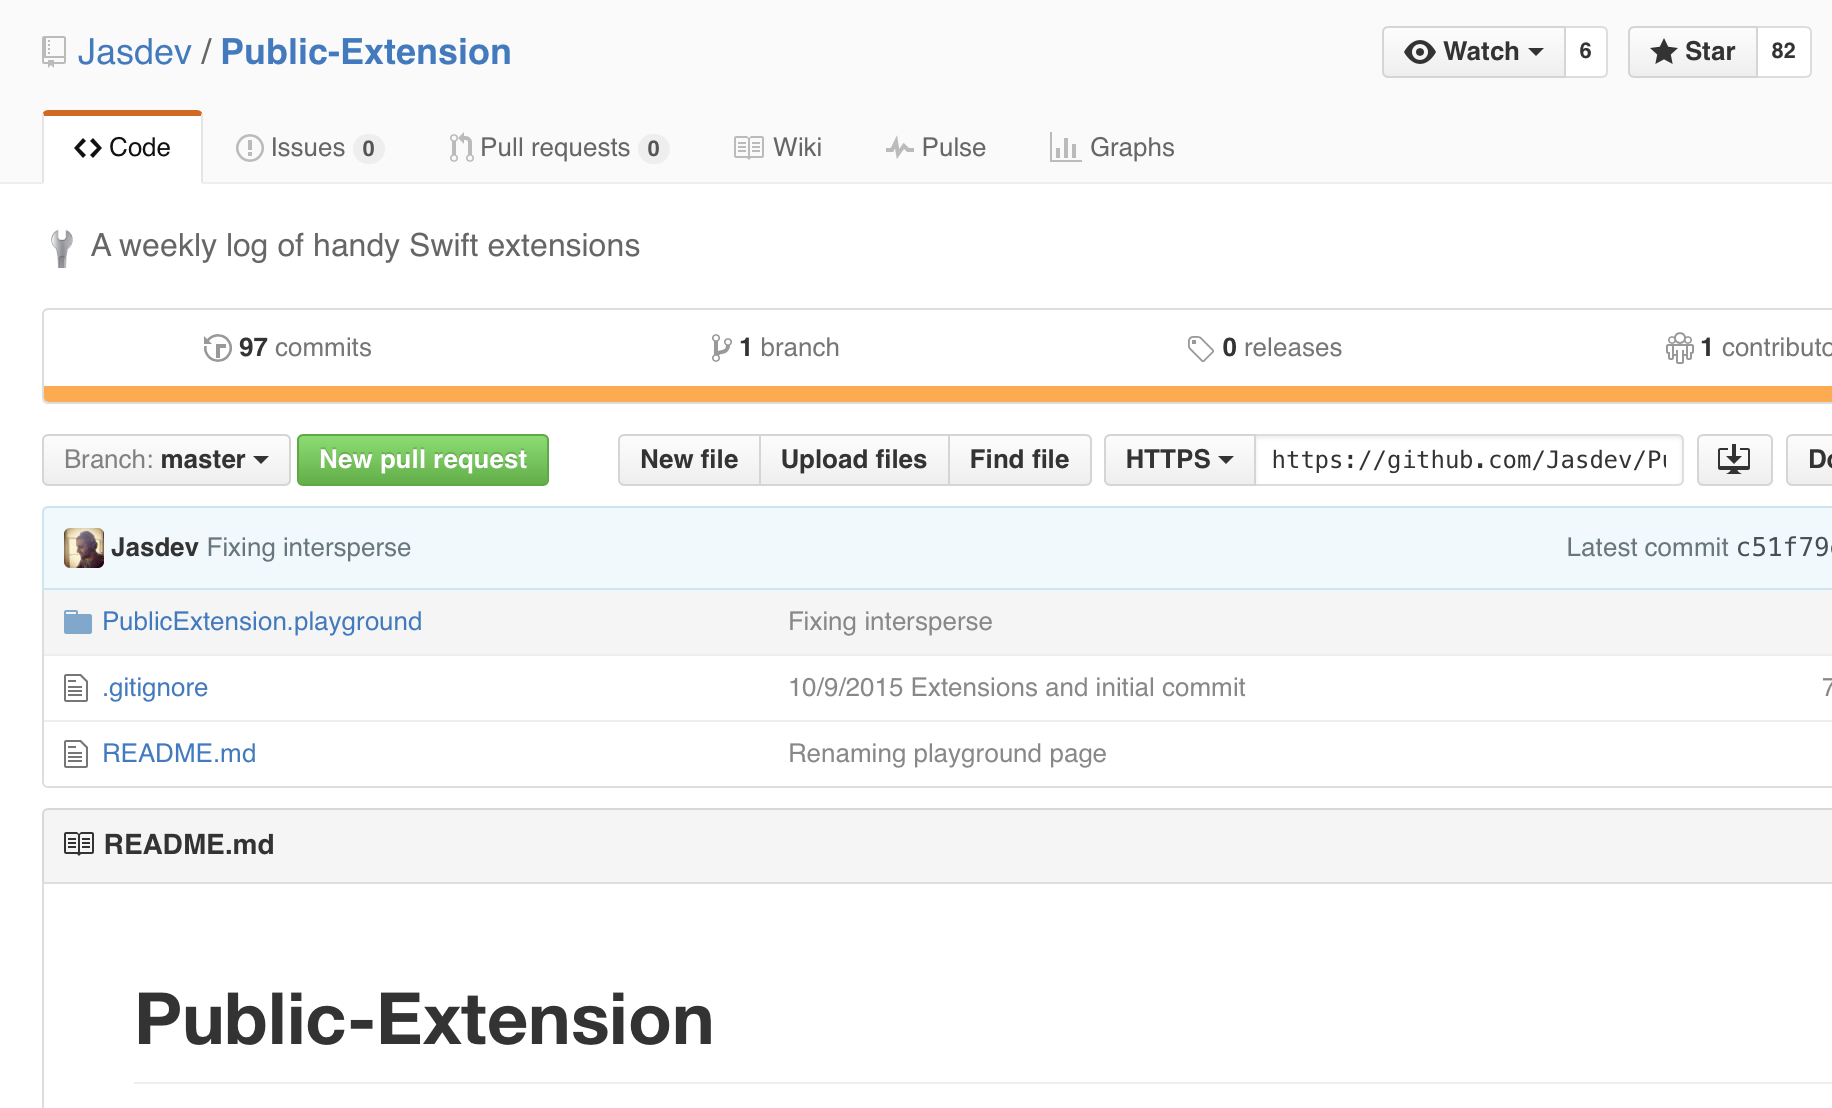 Jasdev / Public-Extension
Watch 6
Star 82
Code
Issues 0
Pull requests 0
Wiki
Pulse
Graphs
A weekly log of handy Swift extensions
97 commits
1 branch
0 releases
1 contributo
Branch: master
New pull request
New file
Upload files
Find file
HTTPS
https://github.com/Jasdev/Pu
Jasdev Fixing intersperse
Latest commit c51f79
PublicExtension.playground Fixing intersperse
.gitignore 10/9/2015 Extensions and initial commit 7
README.md Renaming playground page
README.md
Public-Extension